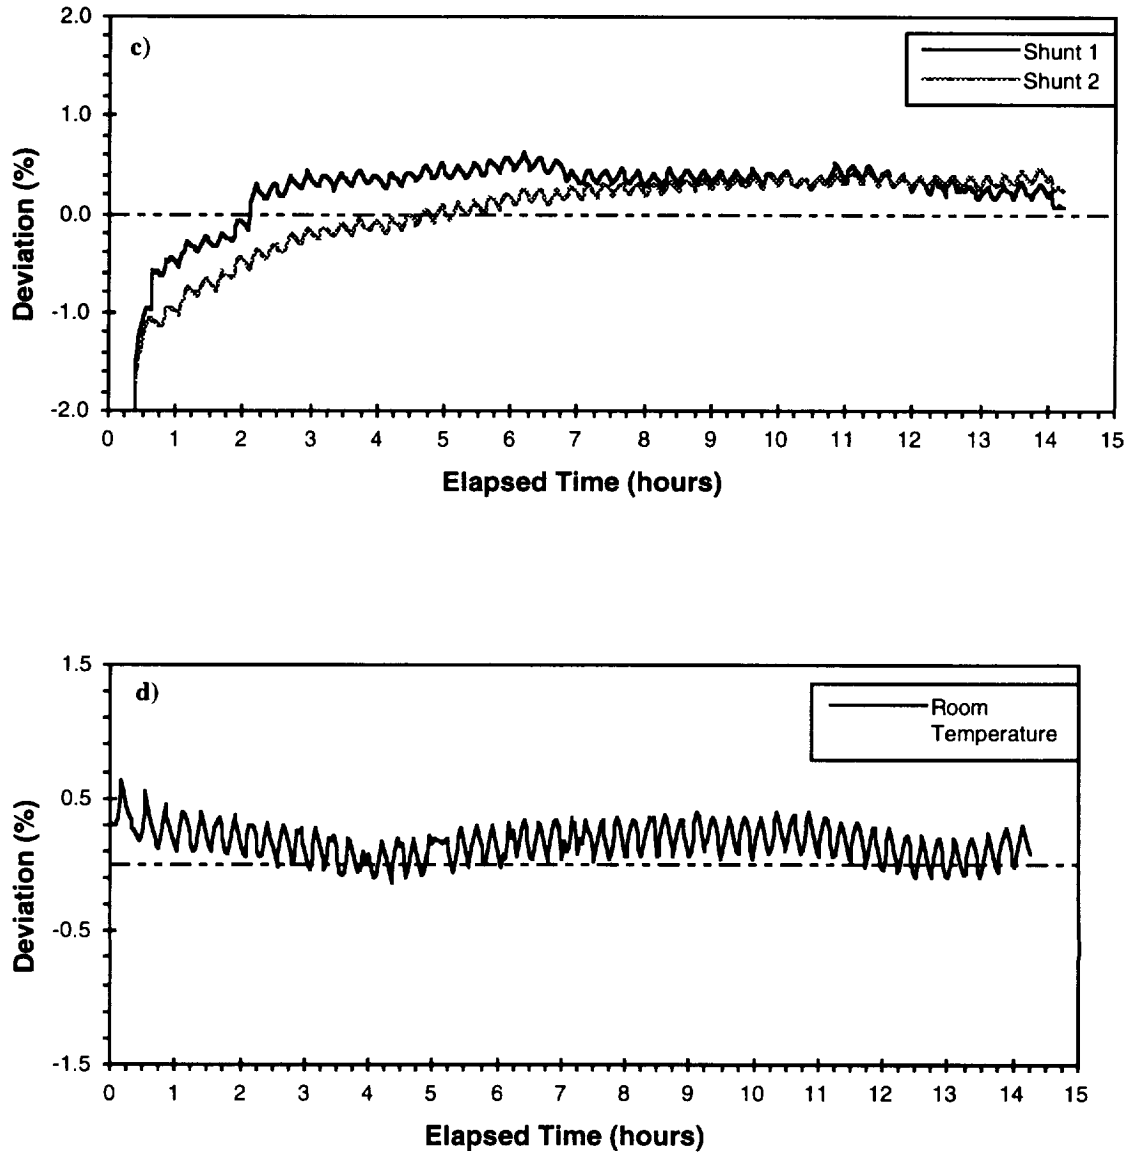 2.0
c)
Shunt 1
Shunt 2
1.0
0.0
-1.0
-2.0
Deviation (%)
0 1 2 3 4 5 6 7 8 9 10 11 12 13 14 15
Elapsed Time (hours)
1.5
d)
Room
Temperature
0.5
-0.5
-1.5
Deviation (%)
0 1 2 3 4 5 6 7 8 9 10 11 12 13 14 15
Elapsed Time (hours)